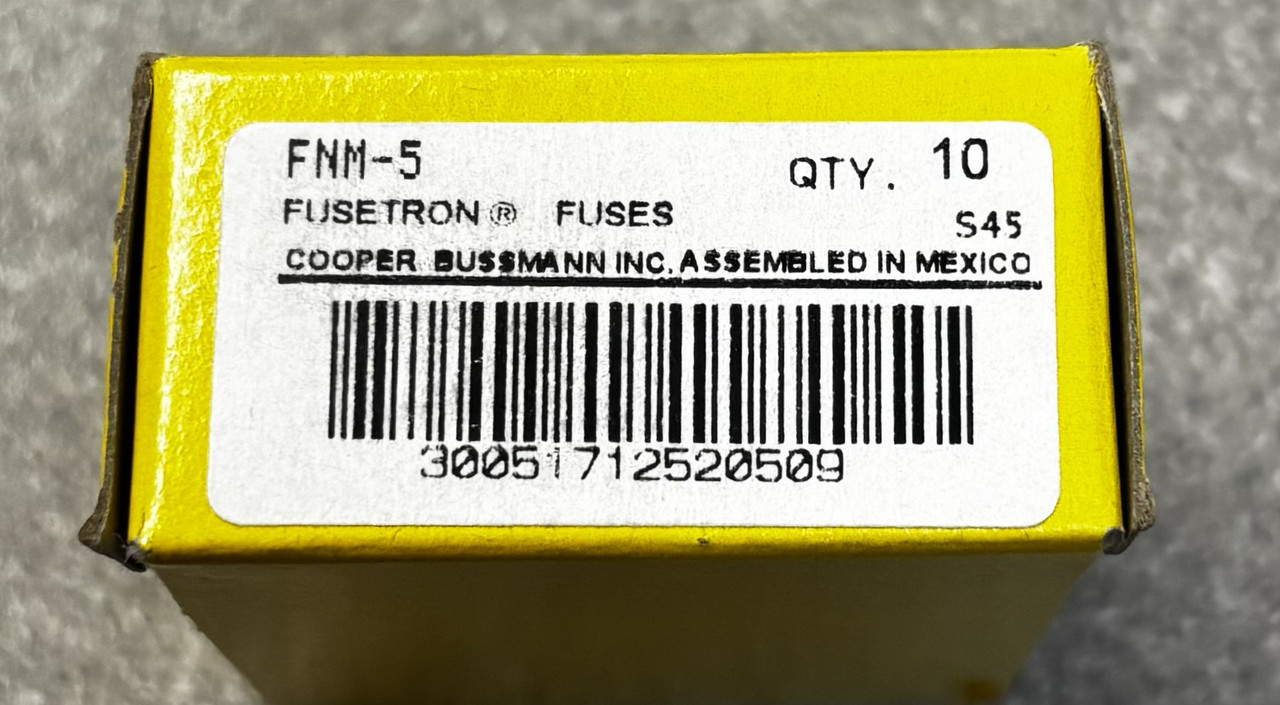 FNM-5
QTY. 10
FUSETRON® FUSES
S45
COOPER BUSSMANN INC. ASSEMBLED IN MEXICO
30051712520509